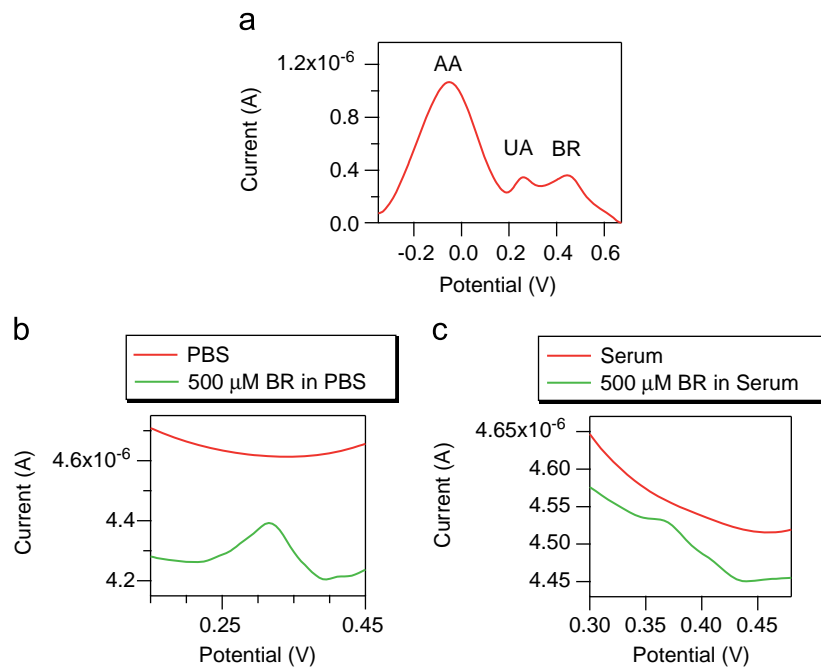 a
AA
UA
BR
1.2x10⁻⁶
0.8
0.4
0.0
Current (A)
-0.2
0.0
0.2
0.4
0.6
Potential (V)
b
PBS
500 µM BR in PBS
4.6x10⁻⁶
4.4
4.2
Current (A)
0.25
0.45
Potential (V)
c
Serum
500 µM BR in Serum
4.65x10⁻⁶
4.60
4.55
4.50
4.45
Current (A)
0.30
0.35
0.40
0.45
Potential (V)